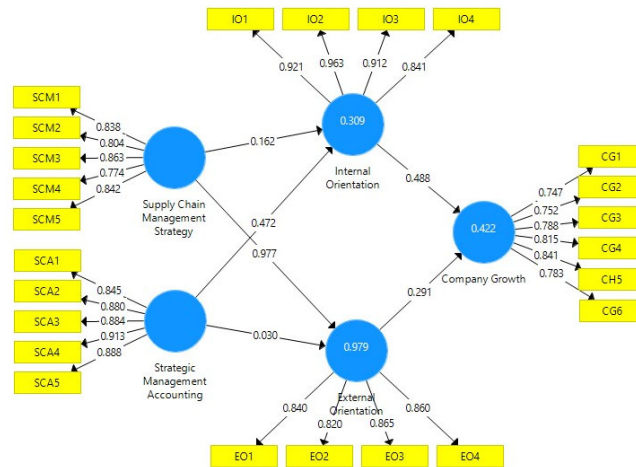 IO1
IO2
IO3
IO4
0.921
0.963
0.912
0.841
SCM1
SCM2
SCM3
SCM4
SCM5
0.838
0.804
0.863
0.774
0.842
Supply Chain
Management
Strategy
0.162
0.472
0.977
0.309
Internal
Orientation
0.488
0.422
Company Growth
0.747
0.752
0.788
0.815
0.841
0.783
CG1
CG2
CG3
CG4
CH5
CG6
SCA1
SCA2
SCA3
SCA4
SCA5
0.845
0.880
0.884
0.913
0.888
Strategic
Management
Accounting
0.030
0.291
0.979
External
Orientation
0.840
0.820
0.865
0.860
EO1
EO2
EO3
EO4